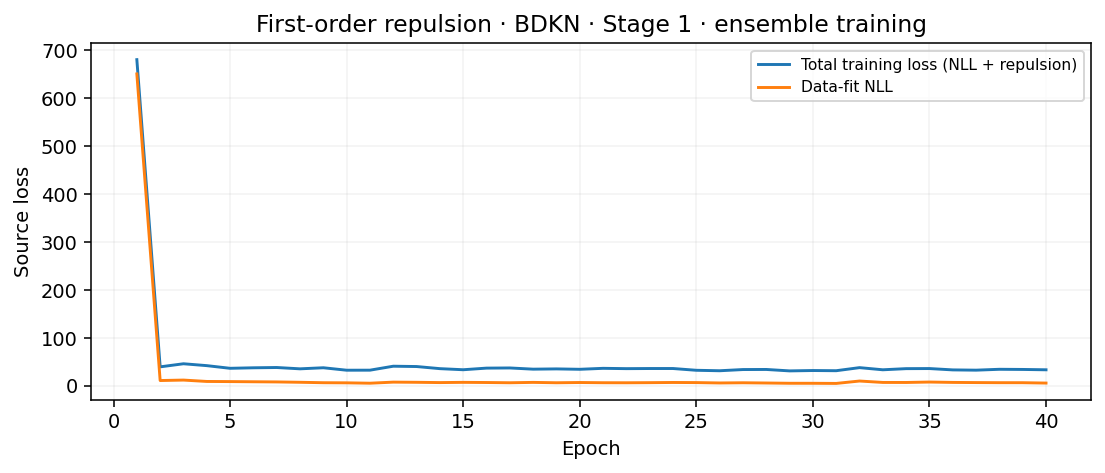 First-order repulsion · BDKN · Stage 1 · ensemble training
Total training loss (NLL + repulsion)
Data-fit NLL
Source loss
700
600
500
400
300
200
100
0
0 5 10 15 20 25 30 35 40
Epoch